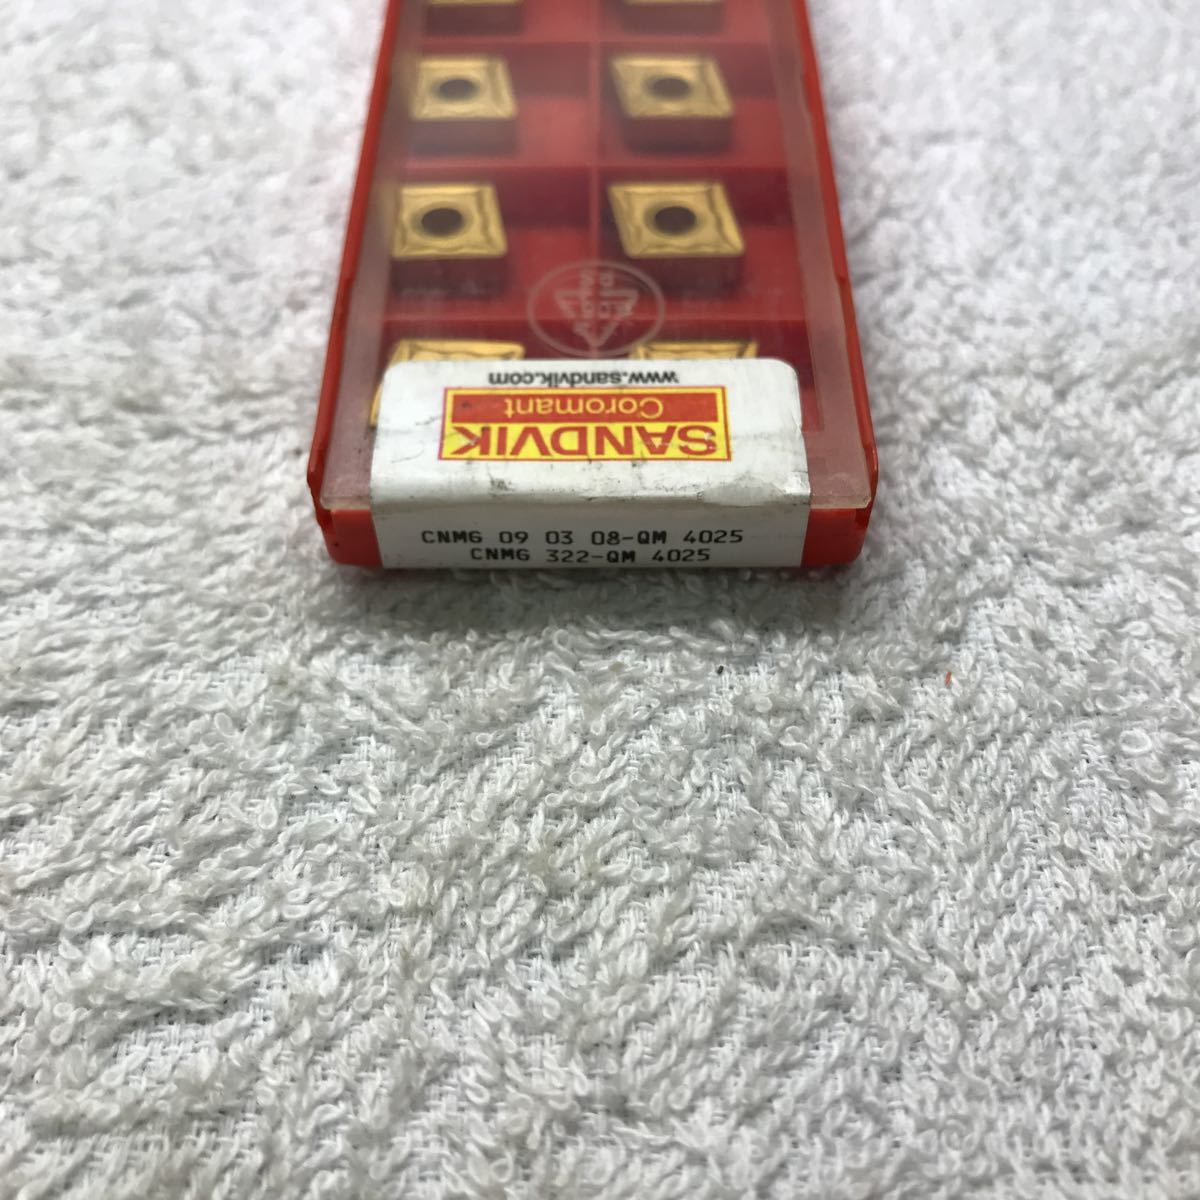 www.sandvik.com
SANDVIK
Coromant
CNMG 09 03 08-QM 4025
CNMG 322-QM 4025